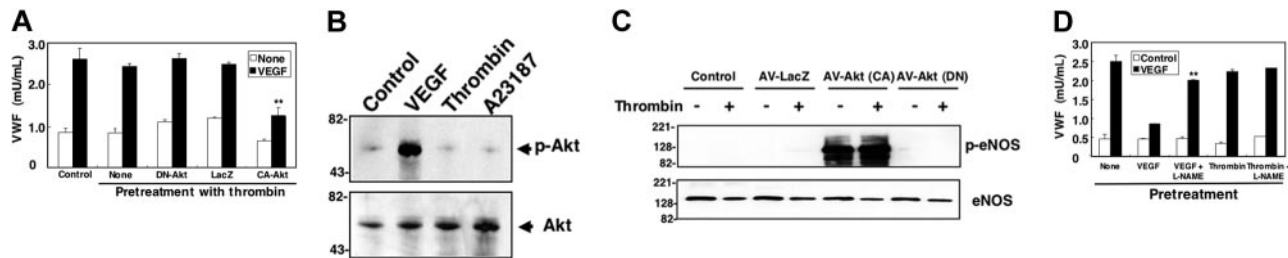 A
VWF (mU/mL)
3.0
2.0
1.0
0
None
VEGF
**
Control
None
DN-Akt
LacZ
CA-Akt
Pretreatment with thrombin
B
Control
VEGF
Thrombin
A23187
82-
43-
p-Akt
82-
43-
Akt
C
Control
AV-LacZ
AV-Akt (CA)
AV-Akt (DN)
Thrombin - + - + - + - +
221-
128-
82-
p-eNOS
221-
128-
82-
eNOS
D
VWF (mU/mL)
3.0
2.5
2.0
1.5
1.0
0.5
0
Control
VEGF
**
None
VEGF
VEGF +
L-NAME
Thrombin
Thrombin +
L-NAME
Pretreatment